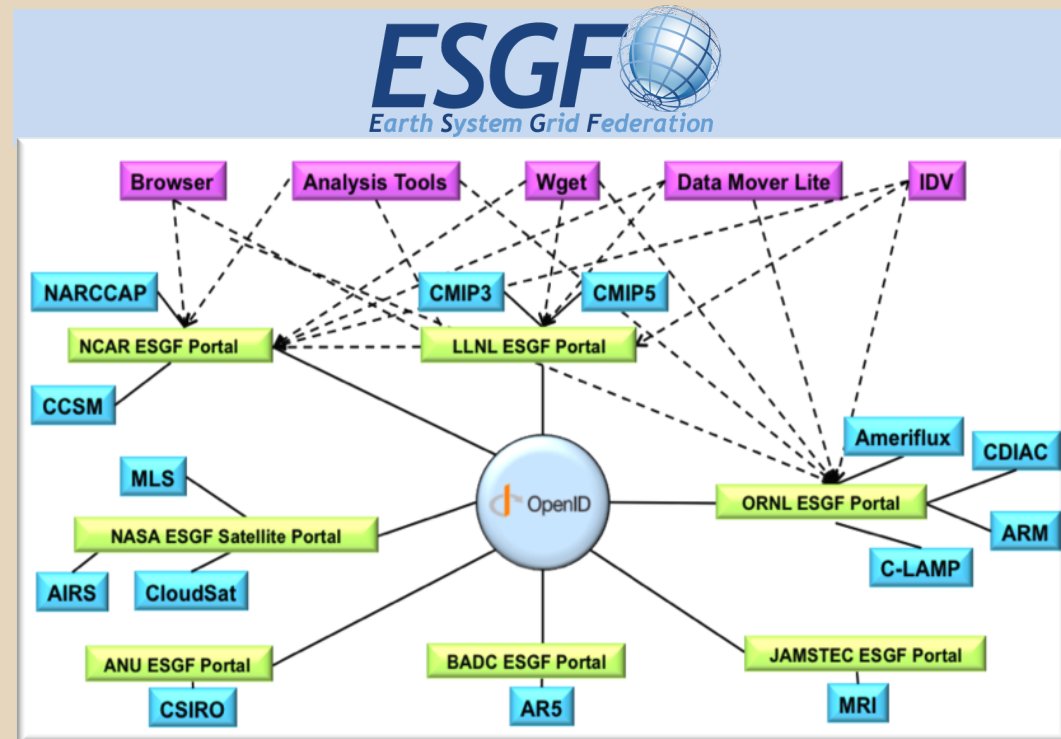 ESGF
Earth System Grid Federation
Browser
Analysis Tools
Wget
Data Mover Lite
IDV
NARCCAP
CMIP3
CMIP5
NCAR ESGF Portal
LLNL ESGF Portal
CCSM
Ameriflux
CDIAC
MLS
OpenID
ORNL ESGF Portal
NASA ESGF Satellite Portal
ARM
C-LAMP
AIRS
CloudSat
ANU ESGF Portal
BADC ESGF Portal
JAMSTEC ESGF Portal
CSIRO
AR5
MRI